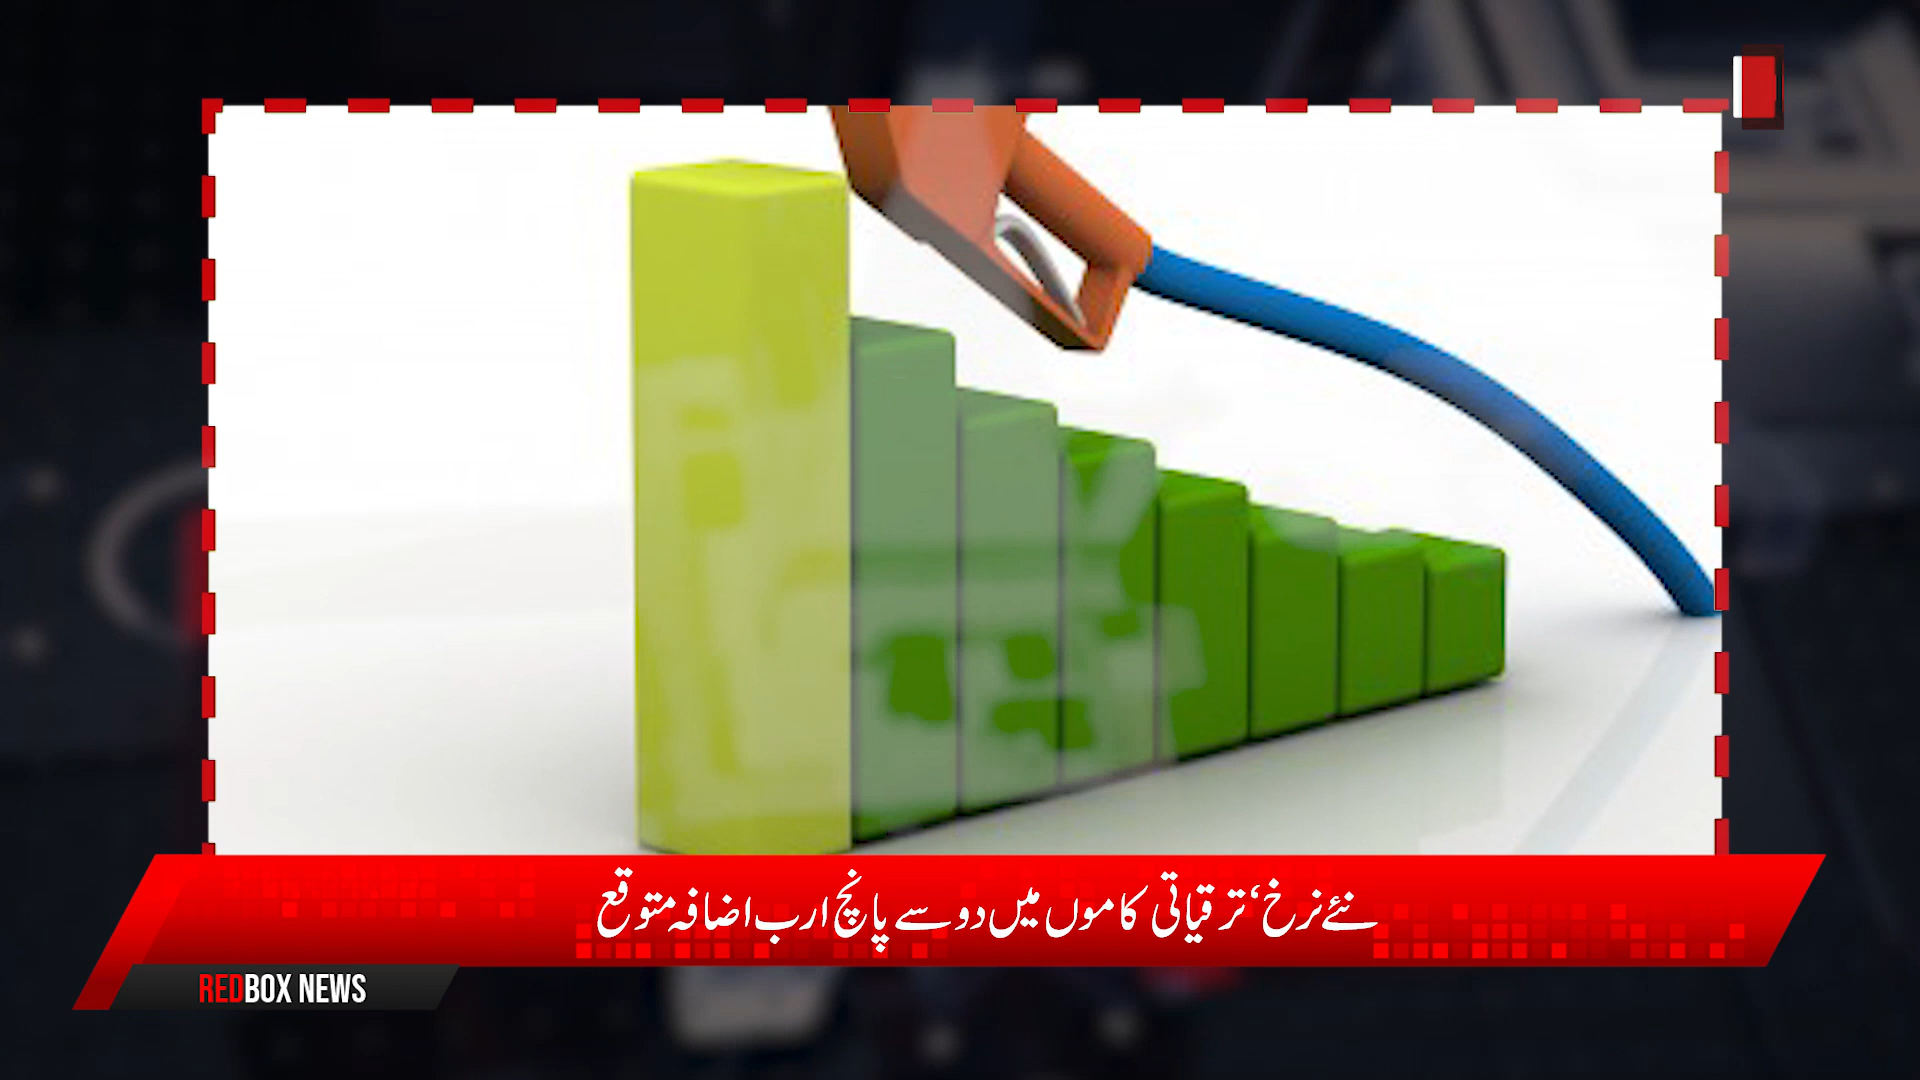 نئے نرخ‘ ترقیاتی کاموں میں دو سے پانچ ارب اضافہ متوقع
REDBOX NEWS